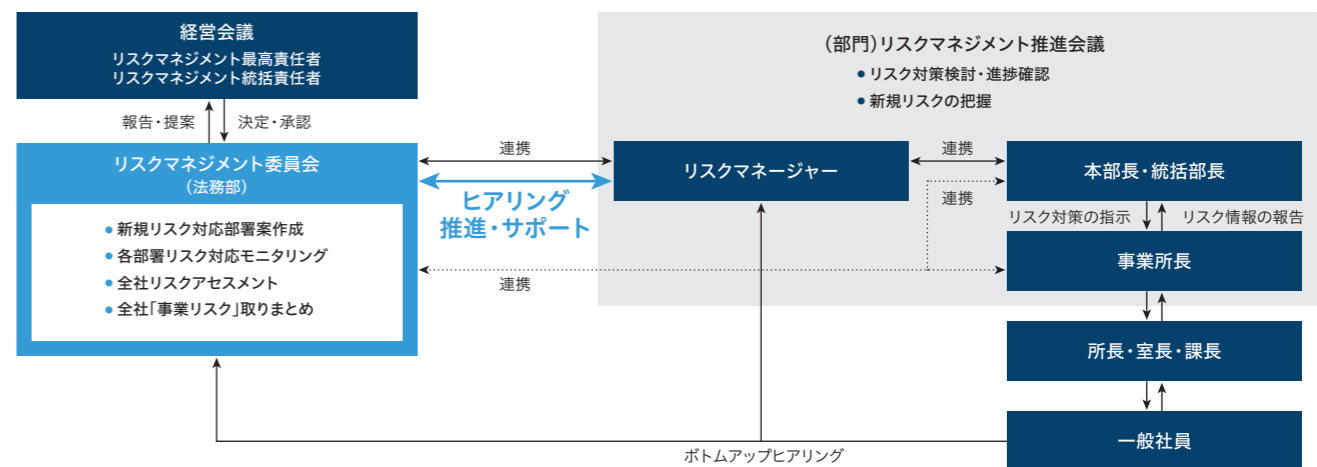 経営会議
リスクマネジメント最高責任者
リスクマネジメント統括責任者
報告・提案
決定・承認
リスクマネジメント委員会
（法務部）
● 新規リスク対応部署案作成
● 各部署リスク対応モニタリング
● 全社リスクアセスメント
● 全社「事業リスク」取りまとめ
連携
ヒアリング
推進・サポート
連携
（部門）リスクマネジメント推進会議
● リスク対策検討・進捗確認
● 新規リスクの把握
リスクマネージャー
連携
連携
本部長・統括部長
リスク対策の指示
リスク情報の報告
事業所長
所長・室長・課長
一般社員
ボトムアップヒアリング